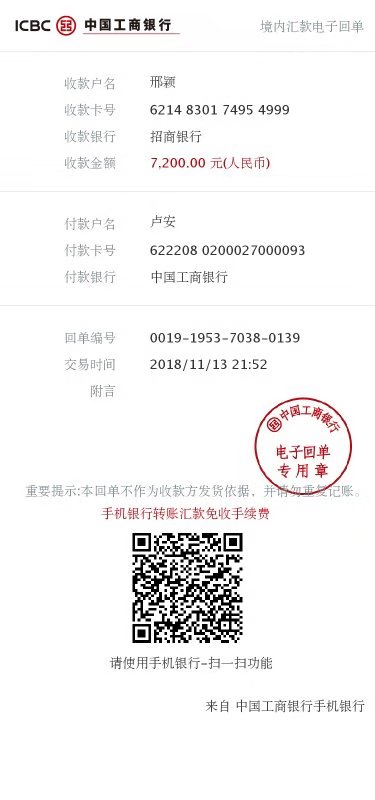 ICBC 中国工商银行 境内汇款电子回单
收款户名 邢颖
收款卡号 6214 8301 7495 4999
收款银行 招商银行
收款金额 7,200.00 元(人民币)
付款户名 卢安
付款卡号 622208 0200027000093
付款银行 中国工商银行
回单编号 0019-1953-7038-0139
交易时间 2018/11/13 21:52
附言
中国工商银行
电子回单
专用章
重要提示:本回单不作为收款方发货依据，并请勿重复记账。
手机银行转账汇款免收手续费
请使用手机银行-扫一扫功能
来自 中国工商银行手机银行